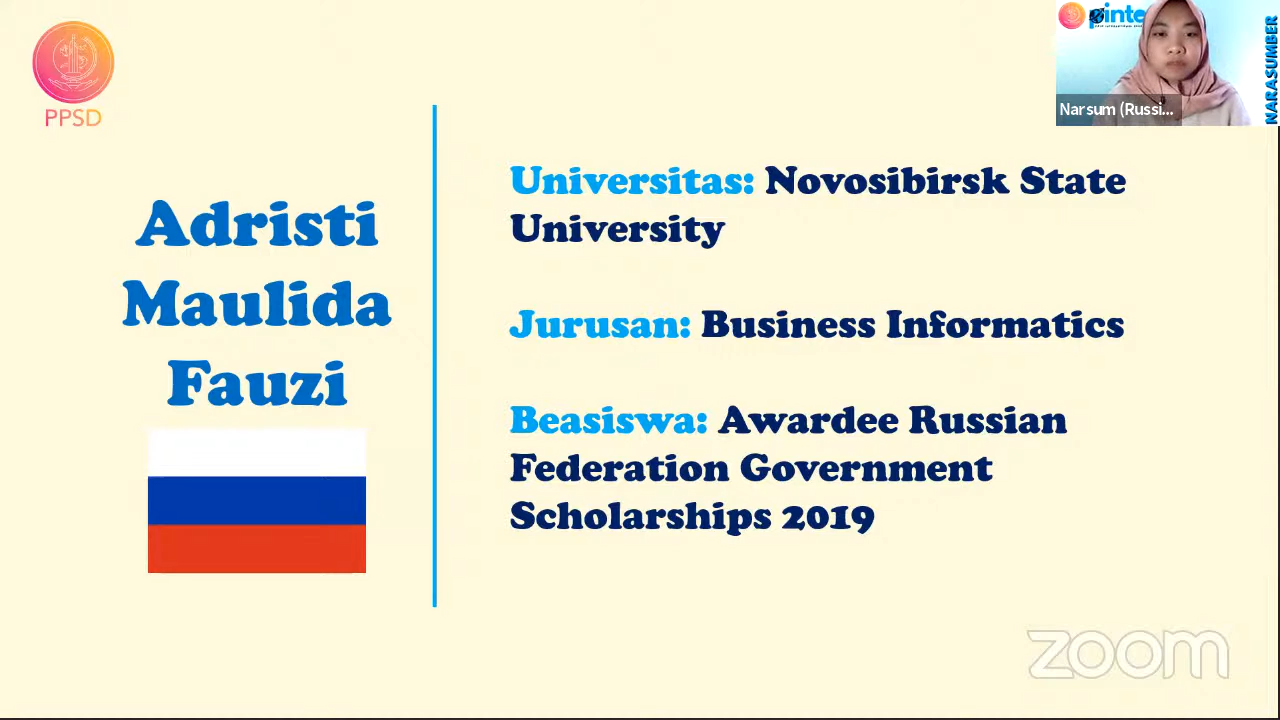 PPSD
Adristi
Maulida
Fauzi
Universitas: Novosibirsk State
University
Jurusan: Business Informatics
Beasiswa: Awardee Russian
Federation Government
Scholarships 2019
pinte
Narsum (Russi...
NARASUMBER
zoom